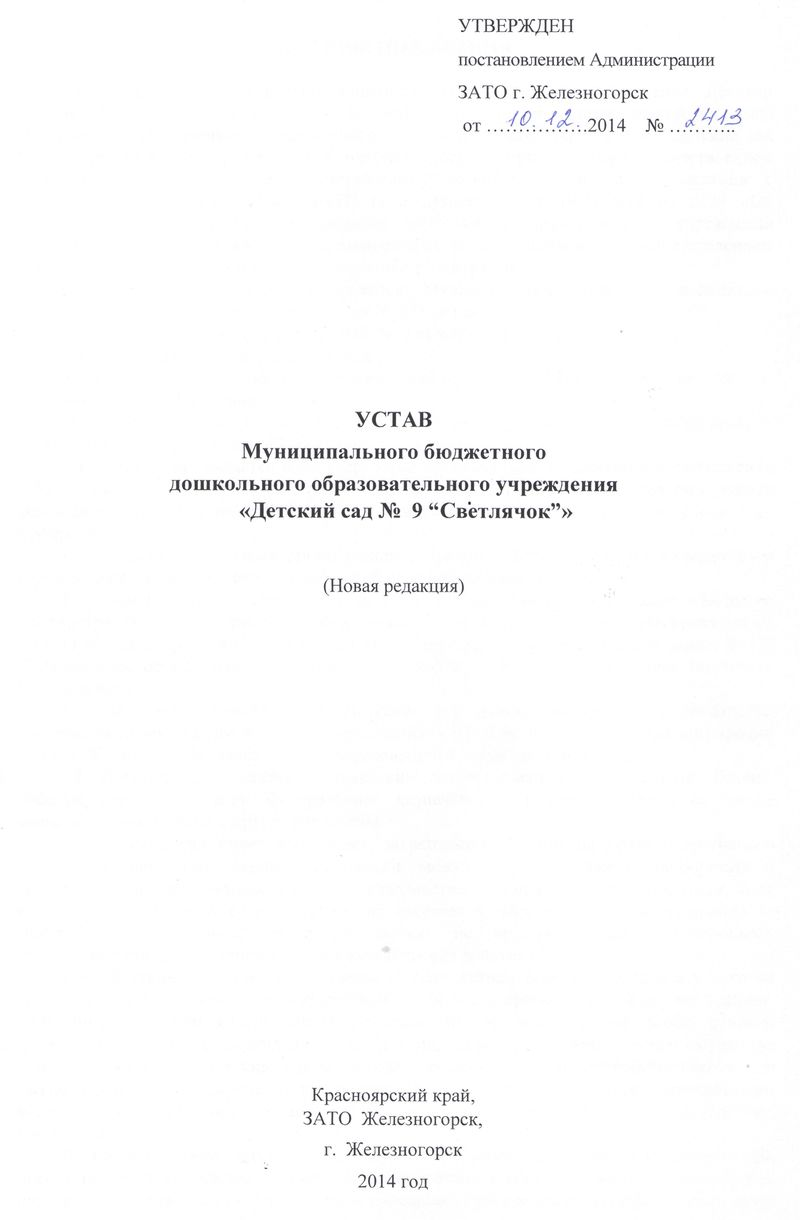 УТВЕРЖДЕН
постановлением Администрации
ЗАТО г. Железногорск
от 10.12.2014 № 2413
УСТАВ
Муниципального бюджетного
дошкольного образовательного учреждения
«Детский сад № 9 “Светлячок”»
(Новая редакция)
Красноярский край,
ЗАТО Железногорск,
г. Железногорск
2014 год